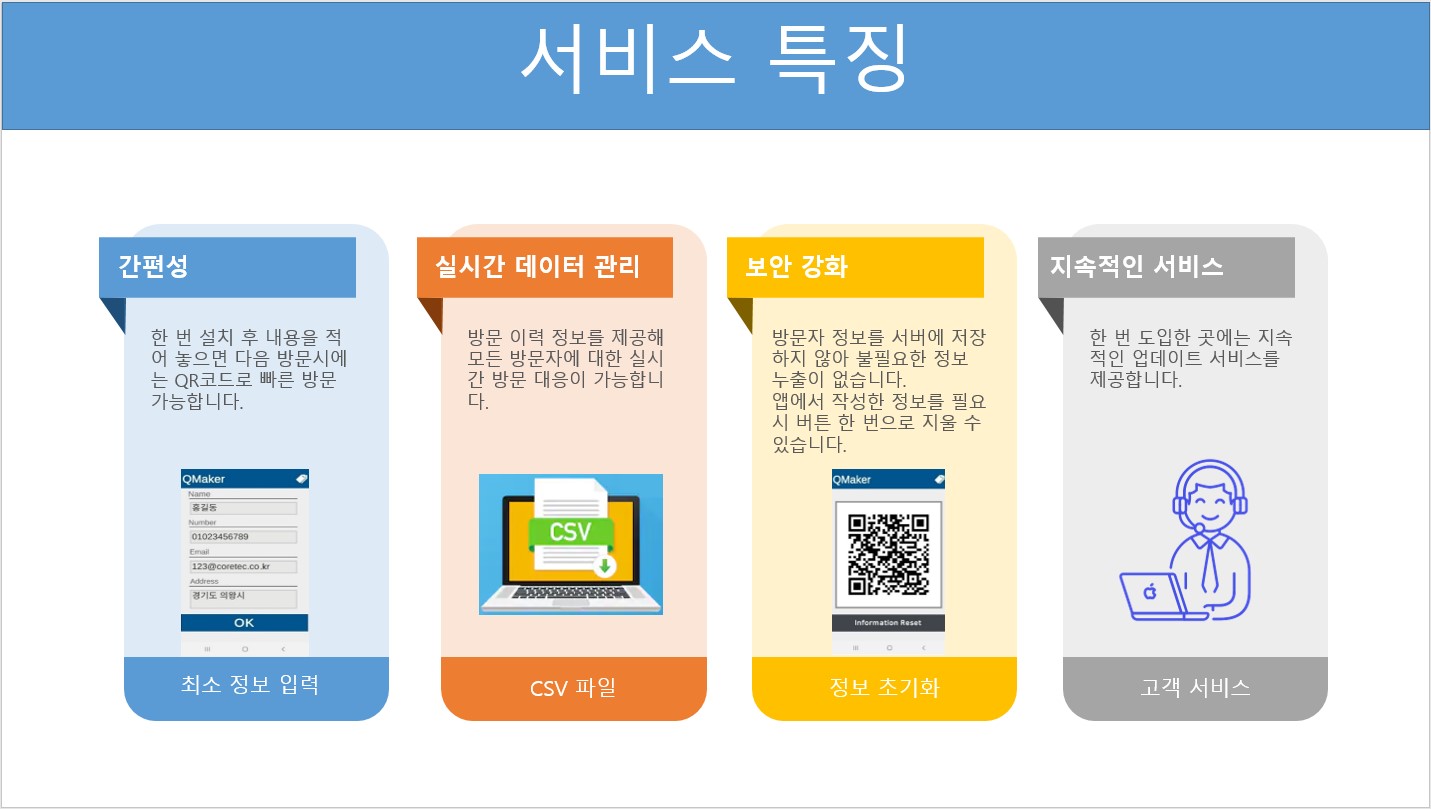 서비스 특징
간편성
한 번 설치 후 내용을 적
어 놓으면 다음 방문시에
는 QR코드로 빠른 방문
가능합니다.
QMaker
Name
홍길동
Number
01023456789
Email
123@coretec.co.kr
Address
경기도 의왕시
OK
최소 정보 입력
실시간 데이터 관리
방문 이력 정보를 제공해
모든 방문자에 대한 실시
간 방문 대응이 가능합니
다.
CSV
CSV 파일
보안 강화
방문자 정보를 서버에 저장
하지 않아 불필요한 정보
누출이 없습니다.
앱에서 작성한 정보를 필요
시 버튼 한 번으로 지울 수
있습니다.
QMaker
Information Reset
정보 초기화
지속적인 서비스
한 번 도입한 곳에는 지속
적인 업데이트 서비스를
제공합니다.
고객 서비스